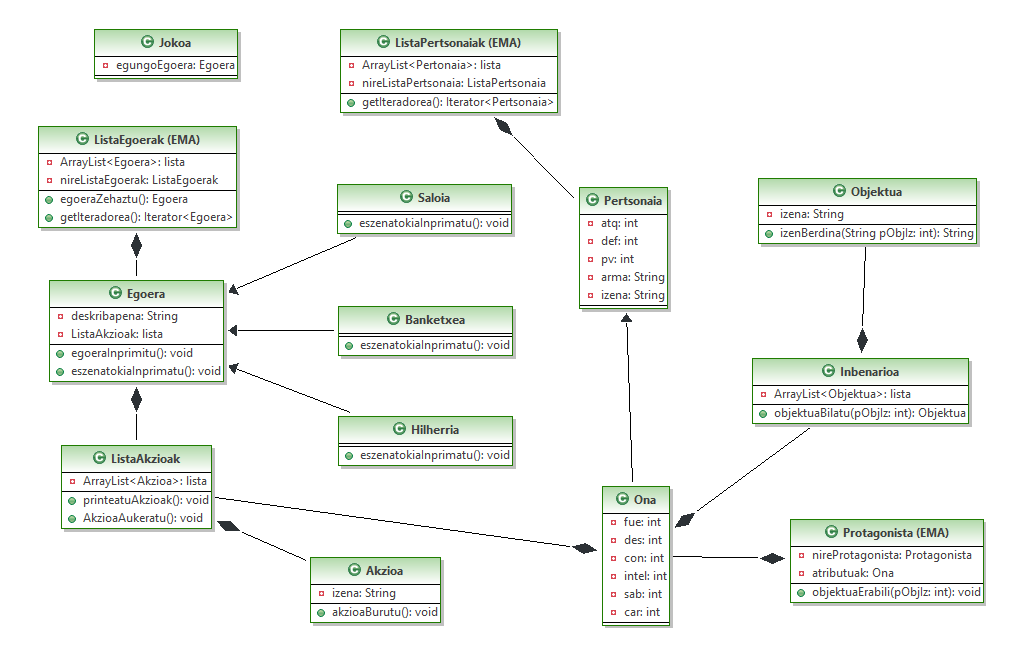 Jokoa
egungoEgoera: Egoera
ListaPertsonaiak (EMA)
ArrayList<Pertonaia>: lista
nireListaPertsonaia: ListaPertsonaia
getIteradorea(): Iterator<Pertsonaia>
ListaEgoerak (EMA)
ArrayList<Egoera>: lista
nireListaEgoerak: ListaEgoerak
egoeraZehaztu(): Egoera
getIteradorea(): Iterator<Egoera>
Saloia
eszenatokiaInprimatu(): void
Pertsonaia
atq: int
def: int
pv: int
arma: String
izena: String
Objektua
izena: String
izenBerdina(String pObjIz: int): String
Egoera
deskribapena: String
ListaAkzioak: lista
egoeraInprimitu(): void
eszenatokiaInprimatu(): void
Banketxea
eszenatokiaInprimatu(): void
Inbenarioa
ArrayList<Objektua>: lista
objektuaBilatu(pObjIz: int): Objektua
Hilherria
eszenatokiaInprimatu(): void
ListaAkzioak
ArrayList<Akzioa>: lista
printeatuAkzioak(): void
AkzioaAukeratu(): void
Ona
fue: int
des: int
con: int
intel: int
sab: int
car: int
Protagonista (EMA)
nireProtagonista: Protagonista
atributuak: Ona
objektuaErabili(pObjIz: int): void
Akzioa
izena: String
akzioaBurutu(): void